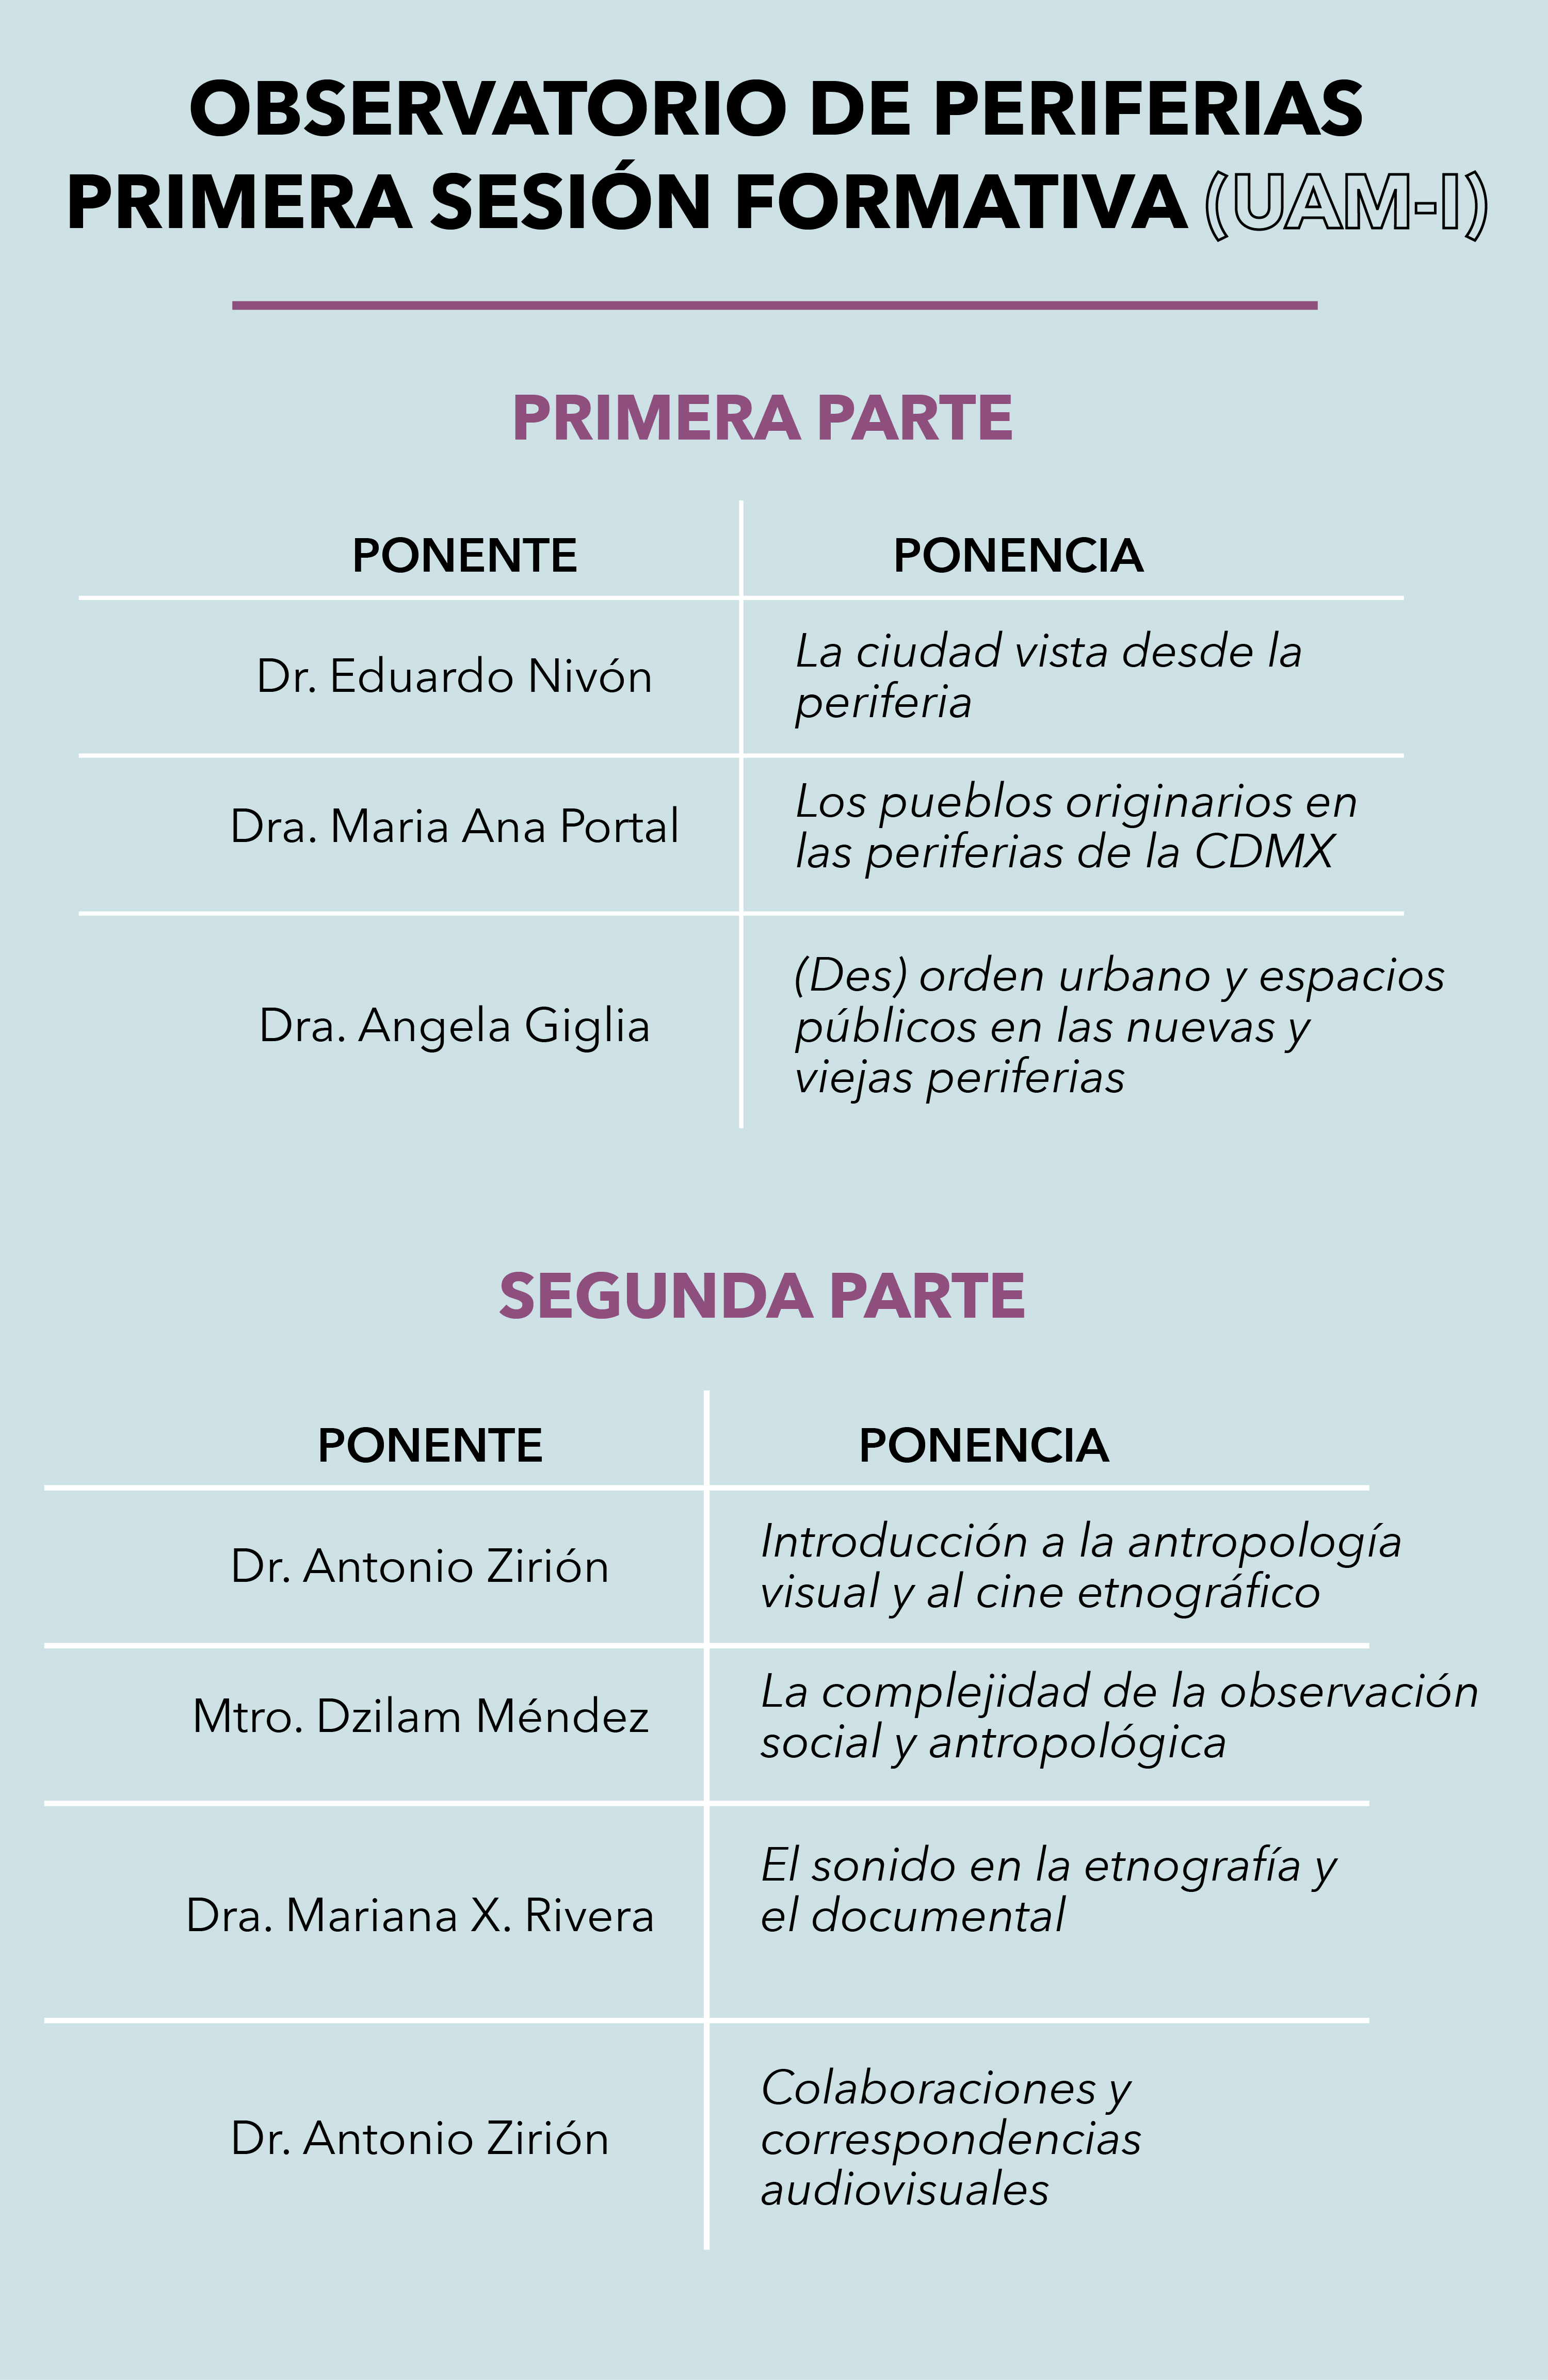 OBSERVATORIO DE PERIFERIAS
PRIMERA SESIÓN FORMATIVA (UAM-I)
PRIMERA PARTE
PONENTE
PONENCIA
Dr. Eduardo Nivón
La ciudad vista desde la
periferia
Dra. Maria Ana Portal
Los pueblos originarios en
las periferias de la CDMX
Dra. Angela Giglia
(Des) orden urbano y espacios
públicos en las nuevas y
viejas periferias
SEGUNDA PARTE
PONENTE
PONENCIA
Dr. Antonio Zirión
Introducción a la antropología
visual y al cine etnográfico
Mtro. Dzilam Méndez
La complejidad de la observación
social y antropológica
Dra. Mariana X. Rivera
El sonido en la etnografía y
el documental
Dr. Antonio Zirión
Colaboraciones y
correspondencias
audiovisuales